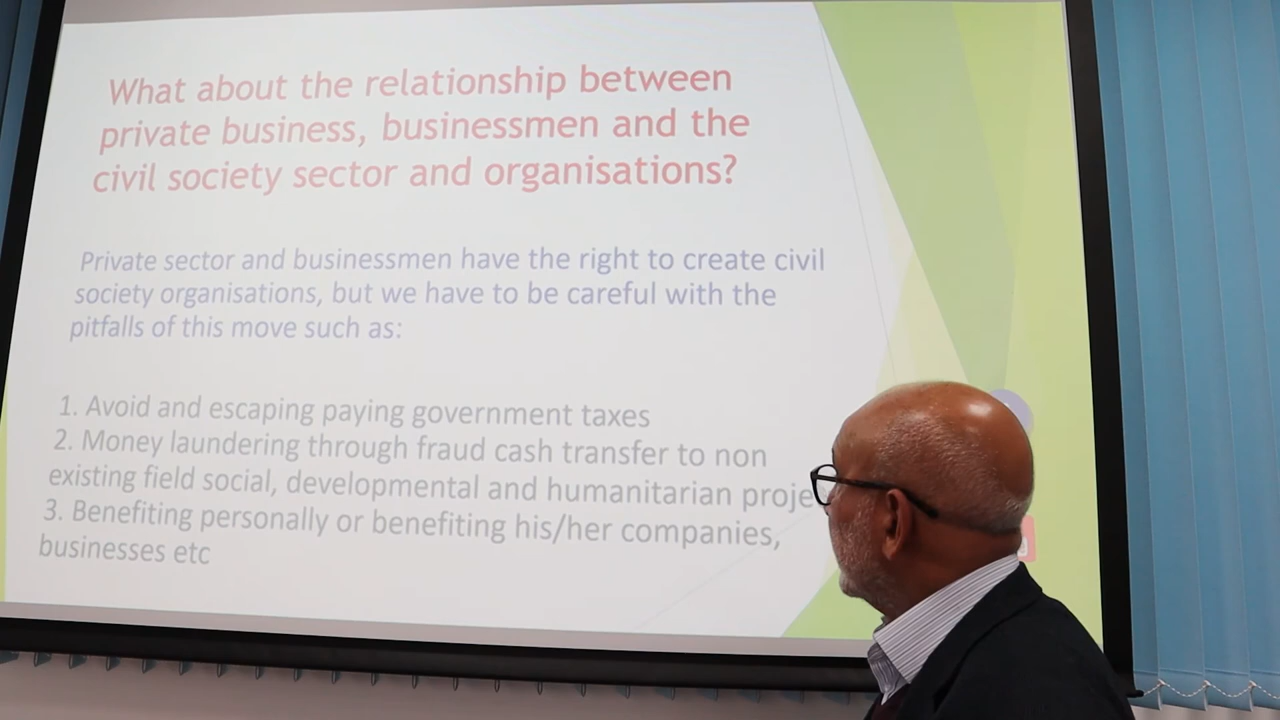 What about the relationship between
private business, businessmen and the
civil society sector and organisations?
Private sector and businessmen have the right to create civil
society organisations, but we have to be careful with the
pitfalls of this move such as:
1. Avoid and escaping paying government taxes
2. Money laundering through fraud cash transfer to non
existing field social, developmental and humanitarian
3. Benefiting personally or benefiting his/her companies,
businesses etc